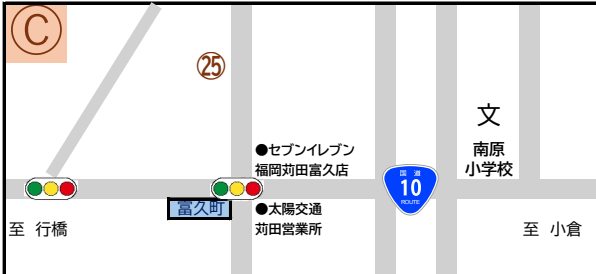 C
25
文
●セブンイレブン
福岡苅田富久店
南原
小学校
国道
10
ROUTE
富久町
●太陽交通
苅田営業所
至 行橋
至 小倉